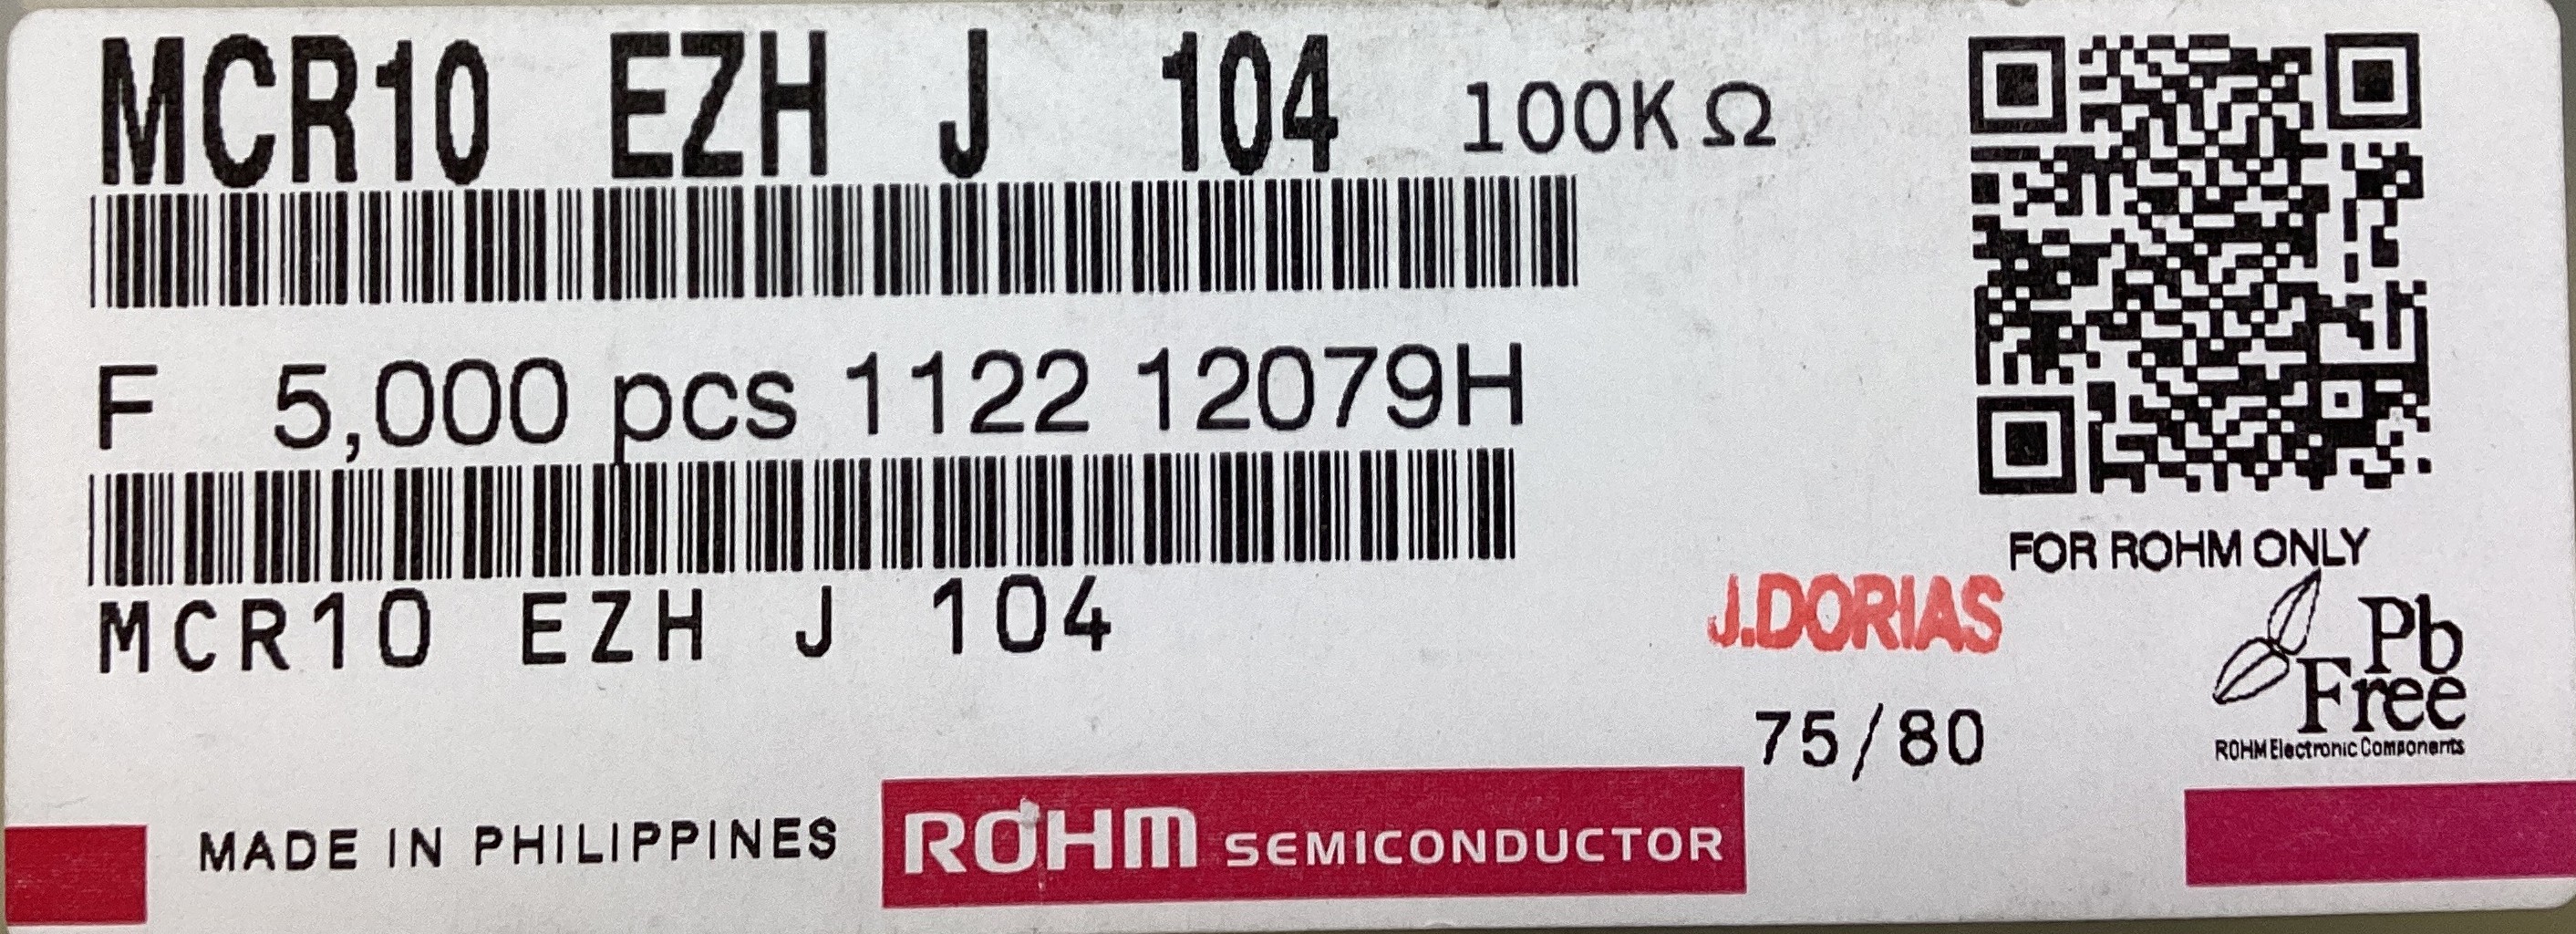 MCR10 EZH J 104 100KΩ
F 5,000 pcs 1122 12079H
MCR10 EZH J 104
FOR ROHM ONLY
J.DORIAS
Pb
Free
ROHM Electronic Components
75/80
MADE IN PHILIPPINES
ROHM SEMICONDUCTOR